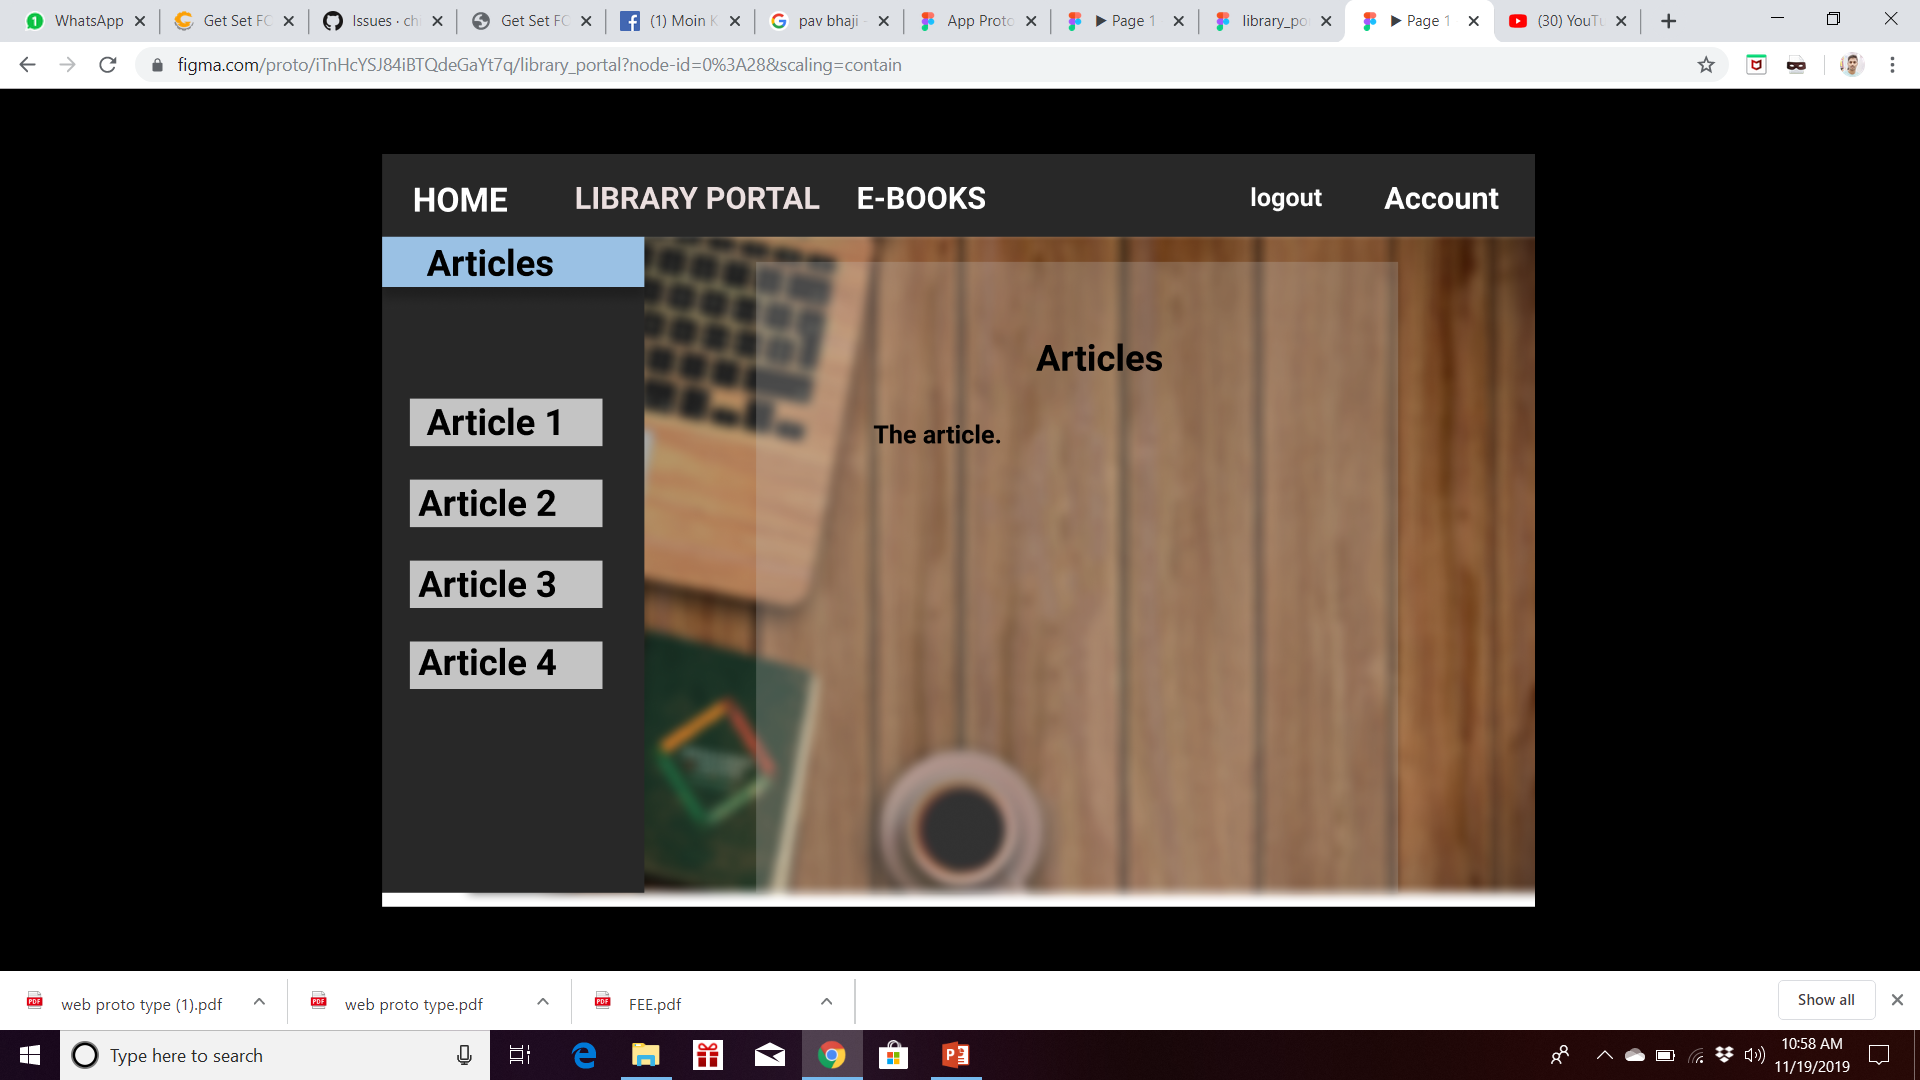 WhatsApp
Get Set FO
Issues · ch
Get Set FO
(1) Moin K
pav bhaji -
App Proto
▶ Page 1
library_po
▶ Page 1
(30) YouTu
figma.com/proto/iTnHcYSJ84iBTQdeGaYt7q/library_portal?node-id=0%3A28&scaling=contain
HOME LIBRARY PORTAL E-BOOKS logout Account
Articles
Articles
The article.
Article 1
Article 2
Article 3
Article 4
web proto type (1).pdf
web proto type.pdf
FEE.pdf
Show all
Type here to search
10:58 AM
11/19/2019